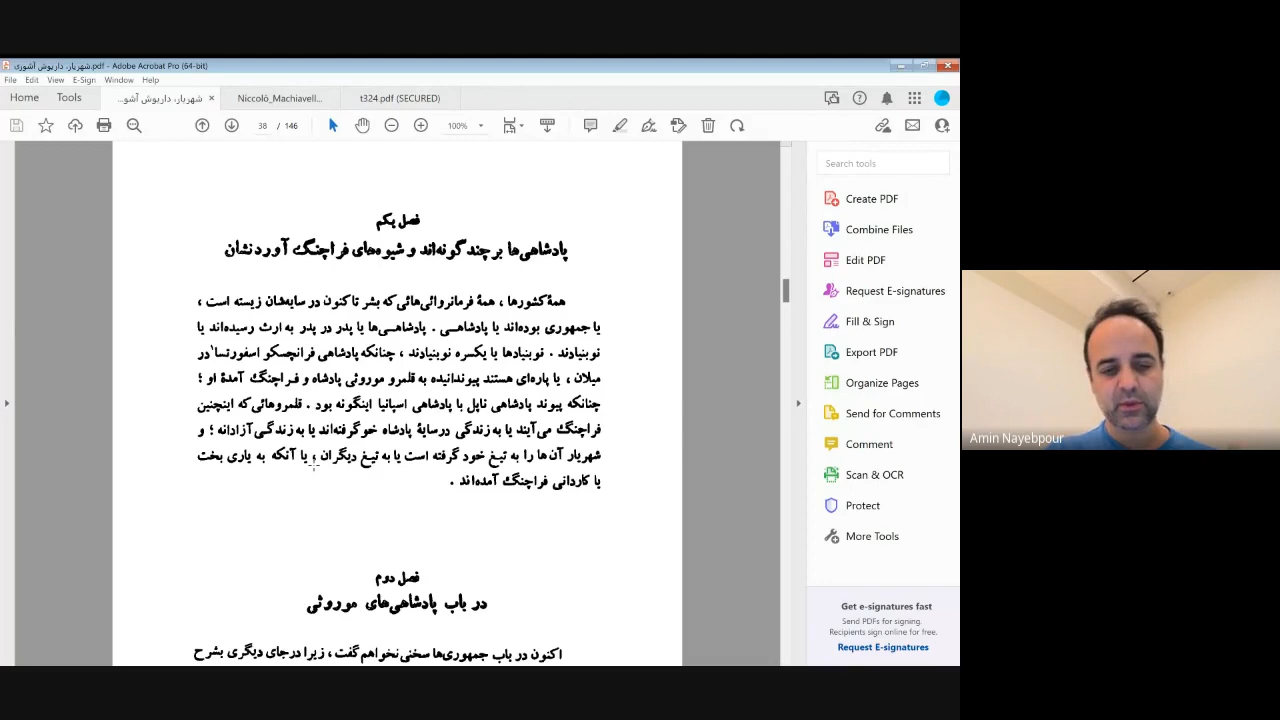 شهریار، داریوش آشوری.pdf - Adobe Acrobat Pro (64-bit)
File Edit View E-Sign Window Help
Home Tools شهریار، داریوش آشو... × Niccolò_Machiavell... t324.pdf (SECURED)
38 / 146 100%
فصل یکم
پادشاهی‌ها بر چند گونه‌اند و شیوه‌های فراچنگ آوردنشان
همهٔ کشورها ، همهٔ فرمانروائی‌هائی که بشر تاکنون در سایه‌شان زیسته است ،
یا جمهوری بوده‌اند یا پادشاهی . پادشاهی‌ها یا پدر در پدر به ارث رسیده‌اند یا
نوبنیادند . نوبنیادها یا یکسره نوبنیادند ، چنانکه پادشاهی فرانچسکو اسفورتسا۱ در
میلان ، یا پاره‌ای هستند پیوندانیده به قلمرو موروثی پادشاه و فراچنگ آمدهٔ او ؛
چنانکه پیوند پادشاهی ناپل با پادشاهی اسپانیا اینگونه بود . قلمروهائی که اینچنین
فراچنگ می‌آیند یا به زندگی در سایهٔ پادشاه خو گرفته‌اند یا به زندگی آزادانه ؛ و
شهریار آن‌ها را به تیغ خود گرفته است یا به تیغ دیگران ؛ یا آنکه به یاری بخت
یا کاردانی فراچنگ آمده‌اند .
فصل دوم
در باب پادشاهی‌های موروثی
اکنون در باب جمهوری‌ها سخنی نخواهم گفت ، زیرا در جای دیگری بشرح
Search tools
Create PDF
Combine Files
Edit PDF
Request E-signatures
Fill & Sign
Export PDF
Organize Pages
Send for Comments
Comment
Scan & OCR
Protect
More Tools
Get e-signatures fast
Send PDFs for signing.
Recipients sign online for free.
Request E-signatures
Amin Nayebpour